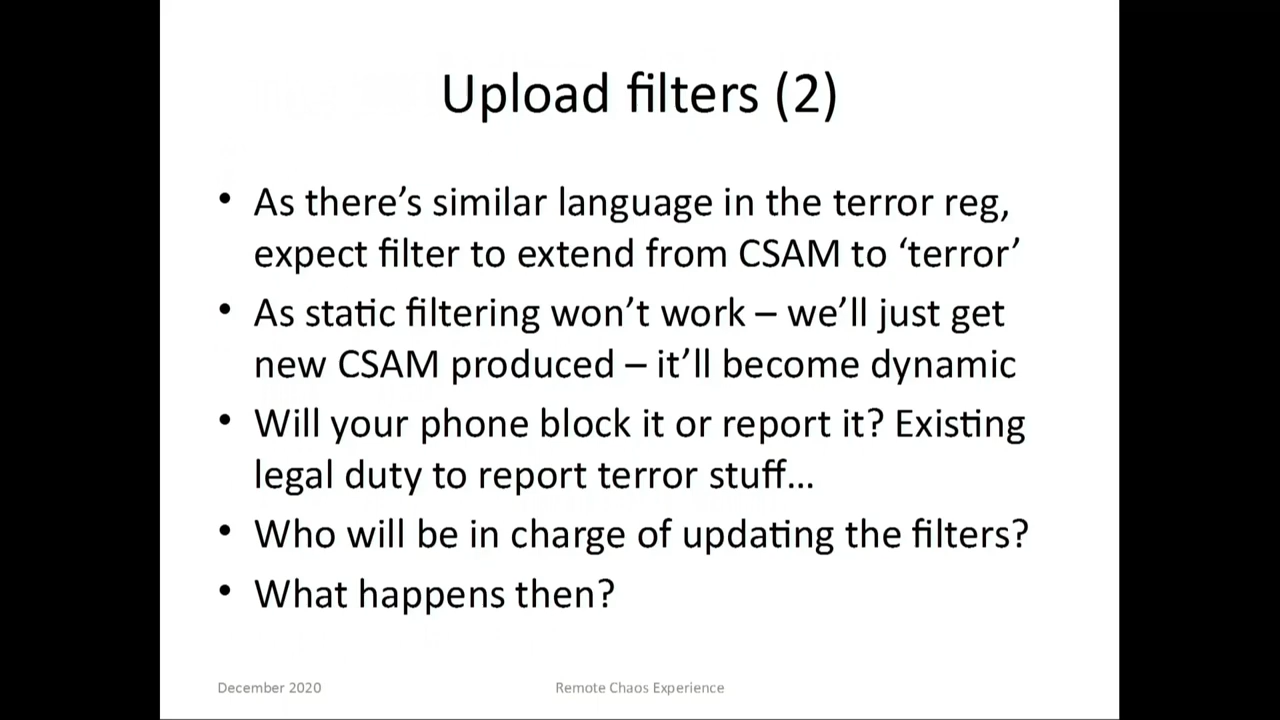 Upload filters (2)
• As there’s similar language in the terror reg,
expect filter to extend from CSAM to ‘terror’
• As static filtering won’t work – we’ll just get
new CSAM produced – it’ll become dynamic
• Will your phone block it or report it? Existing
legal duty to report terror stuff…
• Who will be in charge of updating the filters?
• What happens then?
December 2020
Remote Chaos Experience